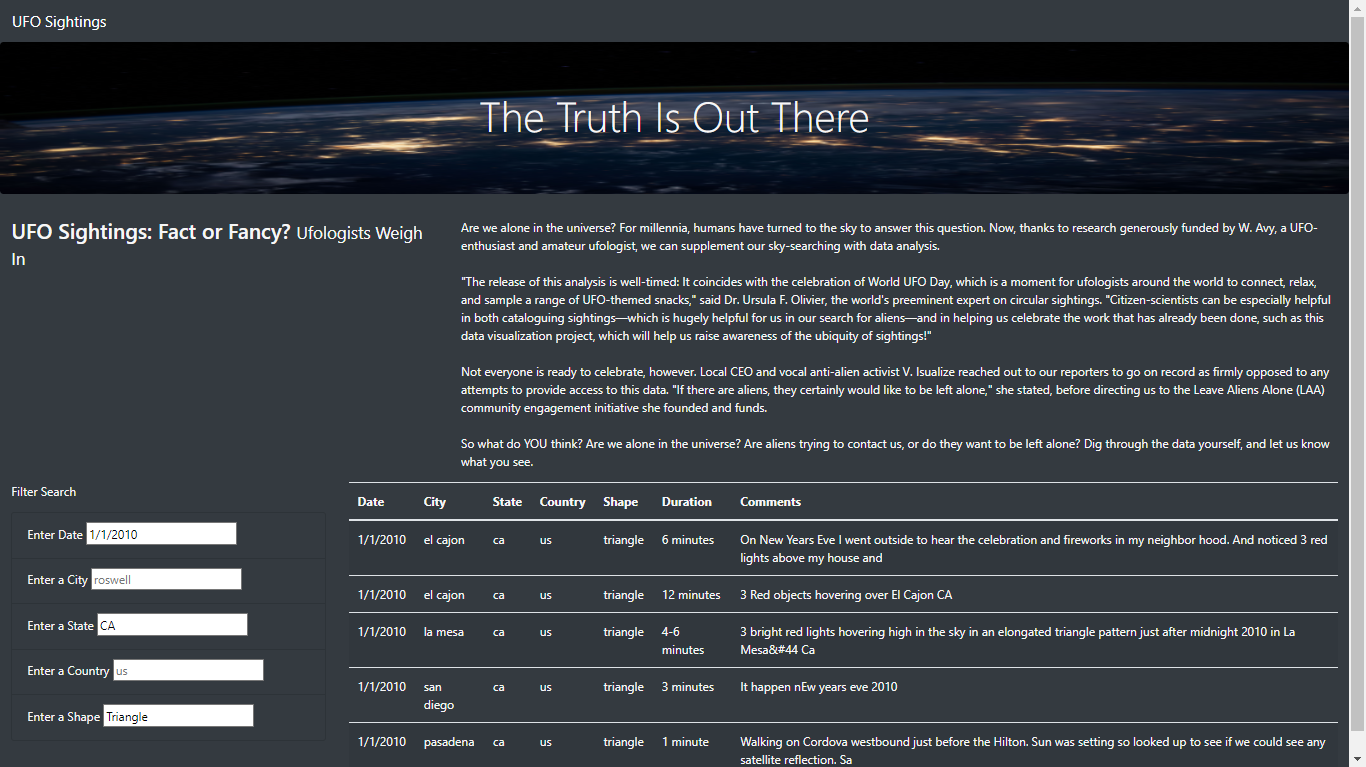 UFO Sightings
The Truth Is Out There
UFO Sightings: Fact or Fancy? Ufologists Weigh
In
Are we alone in the universe? For millennia, humans have turned to the sky to answer this question. Now, thanks to research generously funded by W. Avy, a UFO-
enthusiast and amateur ufologist, we can supplement our sky-searching with data analysis.
"The release of this analysis is well-timed: It coincides with the celebration of World UFO Day, which is a moment for ufologists around the world to connect, relax,
and sample a range of UFO-themed snacks," said Dr. Ursula F. Olivier, the world's preeminent expert on circular sightings. "Citizen-scientists can be especially helpful
in both cataloguing sightings—which is hugely helpful for us in our search for aliens—and in helping us celebrate the work that has already been done, such as this
data visualization project, which will help us raise awareness of the ubiquity of sightings!"
Not everyone is ready to celebrate, however. Local CEO and vocal anti-alien activist V. Isualize reached out to our reporters to go on record as firmly opposed to any
attempts to provide access to this data. "If there are aliens, they certainly would like to be left alone," she stated, before directing us to the Leave Aliens Alone (LAA)
community engagement initiative she founded and funds.
So what do YOU think? Are we alone in the universe? Are aliens trying to contact us, or do they want to be left alone? Dig through the data yourself, and let us know
what you see.
Filter Search
Enter Date 1/1/2010
Enter a City roswell
Enter a State CA
Enter a Country us
Enter a Shape Triangle
Date City State Country Shape Duration Comments
1/1/2010 el cajon ca us triangle 6 minutes On New Years Eve I went outside to hear the celebration and fireworks in my neighbor hood. And noticed 3 red
lights above my house and
1/1/2010 el cajon ca us triangle 12 minutes 3 Red objects hovering over El Cajon CA
1/1/2010 la mesa ca us triangle 4-6 3 bright red lights hovering high in the sky in an elongated triangle pattern just after midnight 2010 in La
minutes Mesa&#44 Ca
1/1/2010 san ca us triangle 3 minutes It happen nEw years eve 2010
diego
1/1/2010 pasadena ca us triangle 1 minute Walking on Cordova westbound just before the Hilton. Sun was setting so looked up to see if we could see any
satellite reflection. Sa